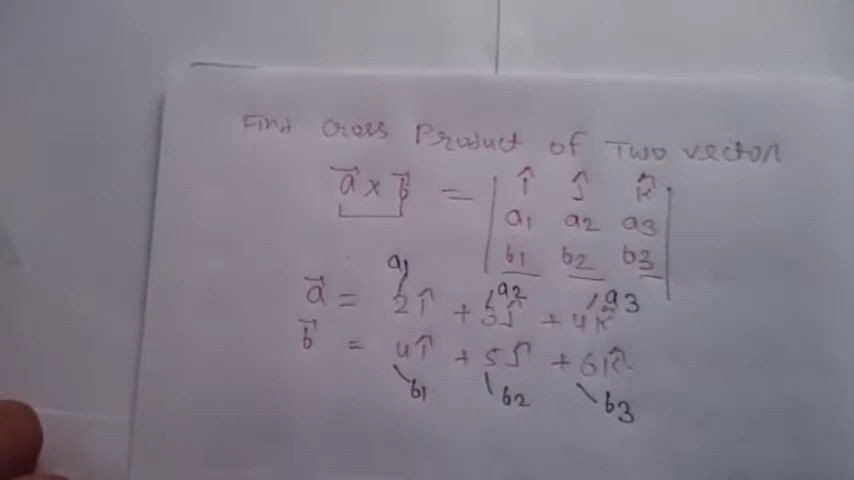 Find Cross Product of Two vector
a⃗ × b⃗ = | î ĵ k̂ |
| a1 a2 a3 |
| b1 b2 b3 |
a1 a2 a3
a⃗ = 2î + 3ĵ + 4k̂
b⃗ = 4î + 5ĵ + 6k̂.
b1 b2 b3